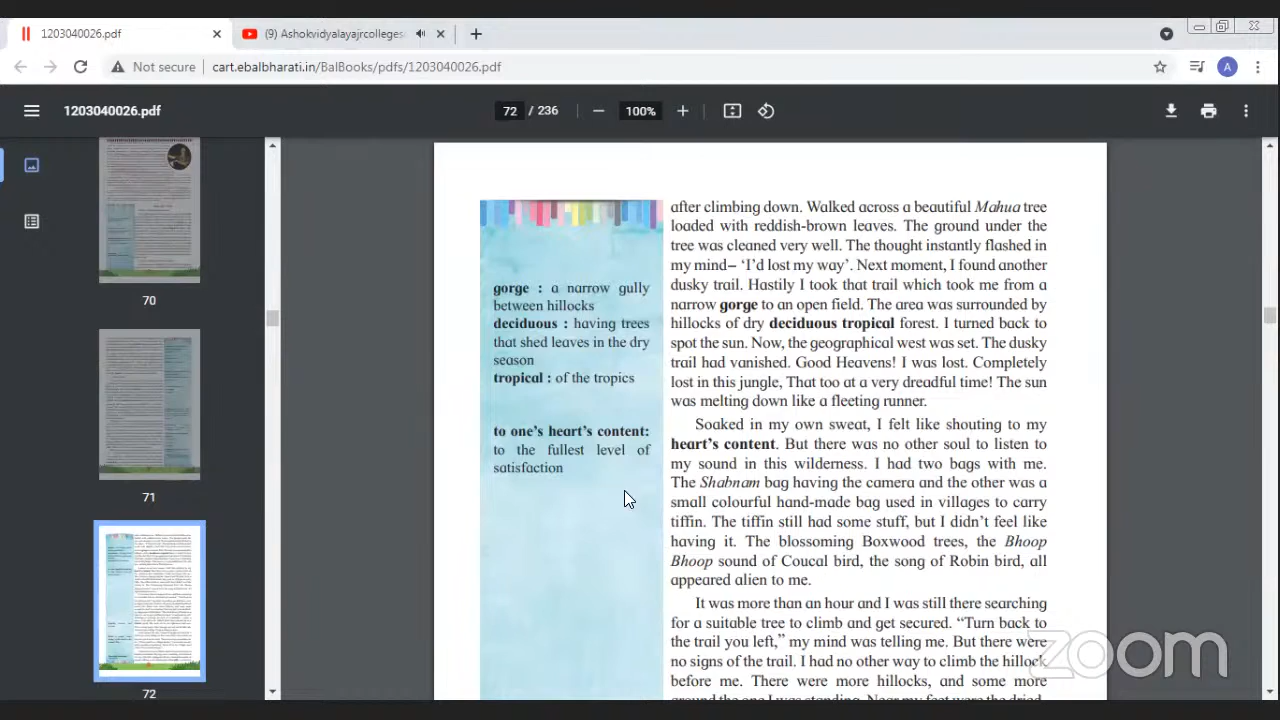 1203040026.pdf
(9) Ashokvidyalayajrcolleges
Not secure
cart.ebalbharati.in/BalBooks/pdfs/1203040026.pdf
A
1203040026.pdf
72 / 236
100%
70
71
72
gorge : a narrow gully
between hillocks
deciduous : having trees
that shed leaves in the dry
season
tropical : of the tropics
to one's heart's content:
to the fullest level of
satisfaction
after climbing down. Walked across a beautiful Mahua tree
loaded with reddish-brown leaves. The ground under the
tree was cleaned very well. The thought instantly flashed in
my mind– ‘I’d lost my way’. Next moment, I found another
dusky trail. Hastily I took that trail which took me from a
narrow gorge to an open field. The area was surrounded by
hillocks of dry deciduous tropical forest. I turned back to
spot the sun. Now, the geographical west was set. The dusky
trail had vanished. Good Heavens! I was lost. Completely
lost in this jungle, That too at a very dreadful time! The sun
was melting down like a fleeting runner.
Soaked in my own sweat, I felt like shouting to my
heart’s content. But there was no other soul to listen to
my sound in this wilderness. I had two bags with me.
The Shabnam bag having the camera and the other was a
small colourful hand-made bag used in villages to carry
tiffin. The tiffin still had some stuff, but I didn’t feel like
having it. The blossoming Boxwood trees, the Bhoop
Bhoop sound of Coucal bird, the song of Robin bird, all
appeared alien to me.
It was more than an hour and I was still there searching
for a suitable tree to climb and get secured. “Turn back to
the trail you left,” my mind was telling me. But there were
no signs of the trail. I had no other way to climb the hillock
before me. There were more hillocks, and some more
around the one I was standing. Near my feet were the dried
zoom